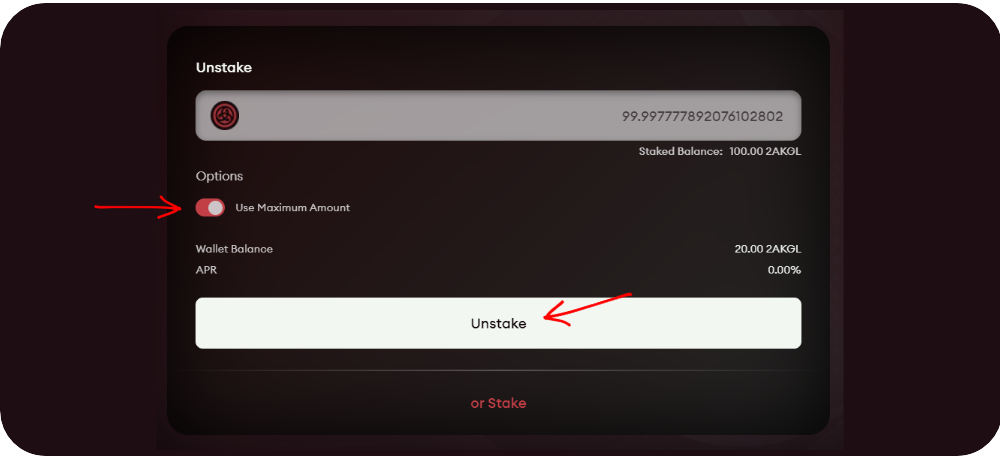 Unstake
99.997777892076102802
Staked Balance: 100.00 2AKGL
Options
Use Maximum Amount
Wallet Balance 20.00 2AKGL
APR 0.00%
Unstake
or Stake